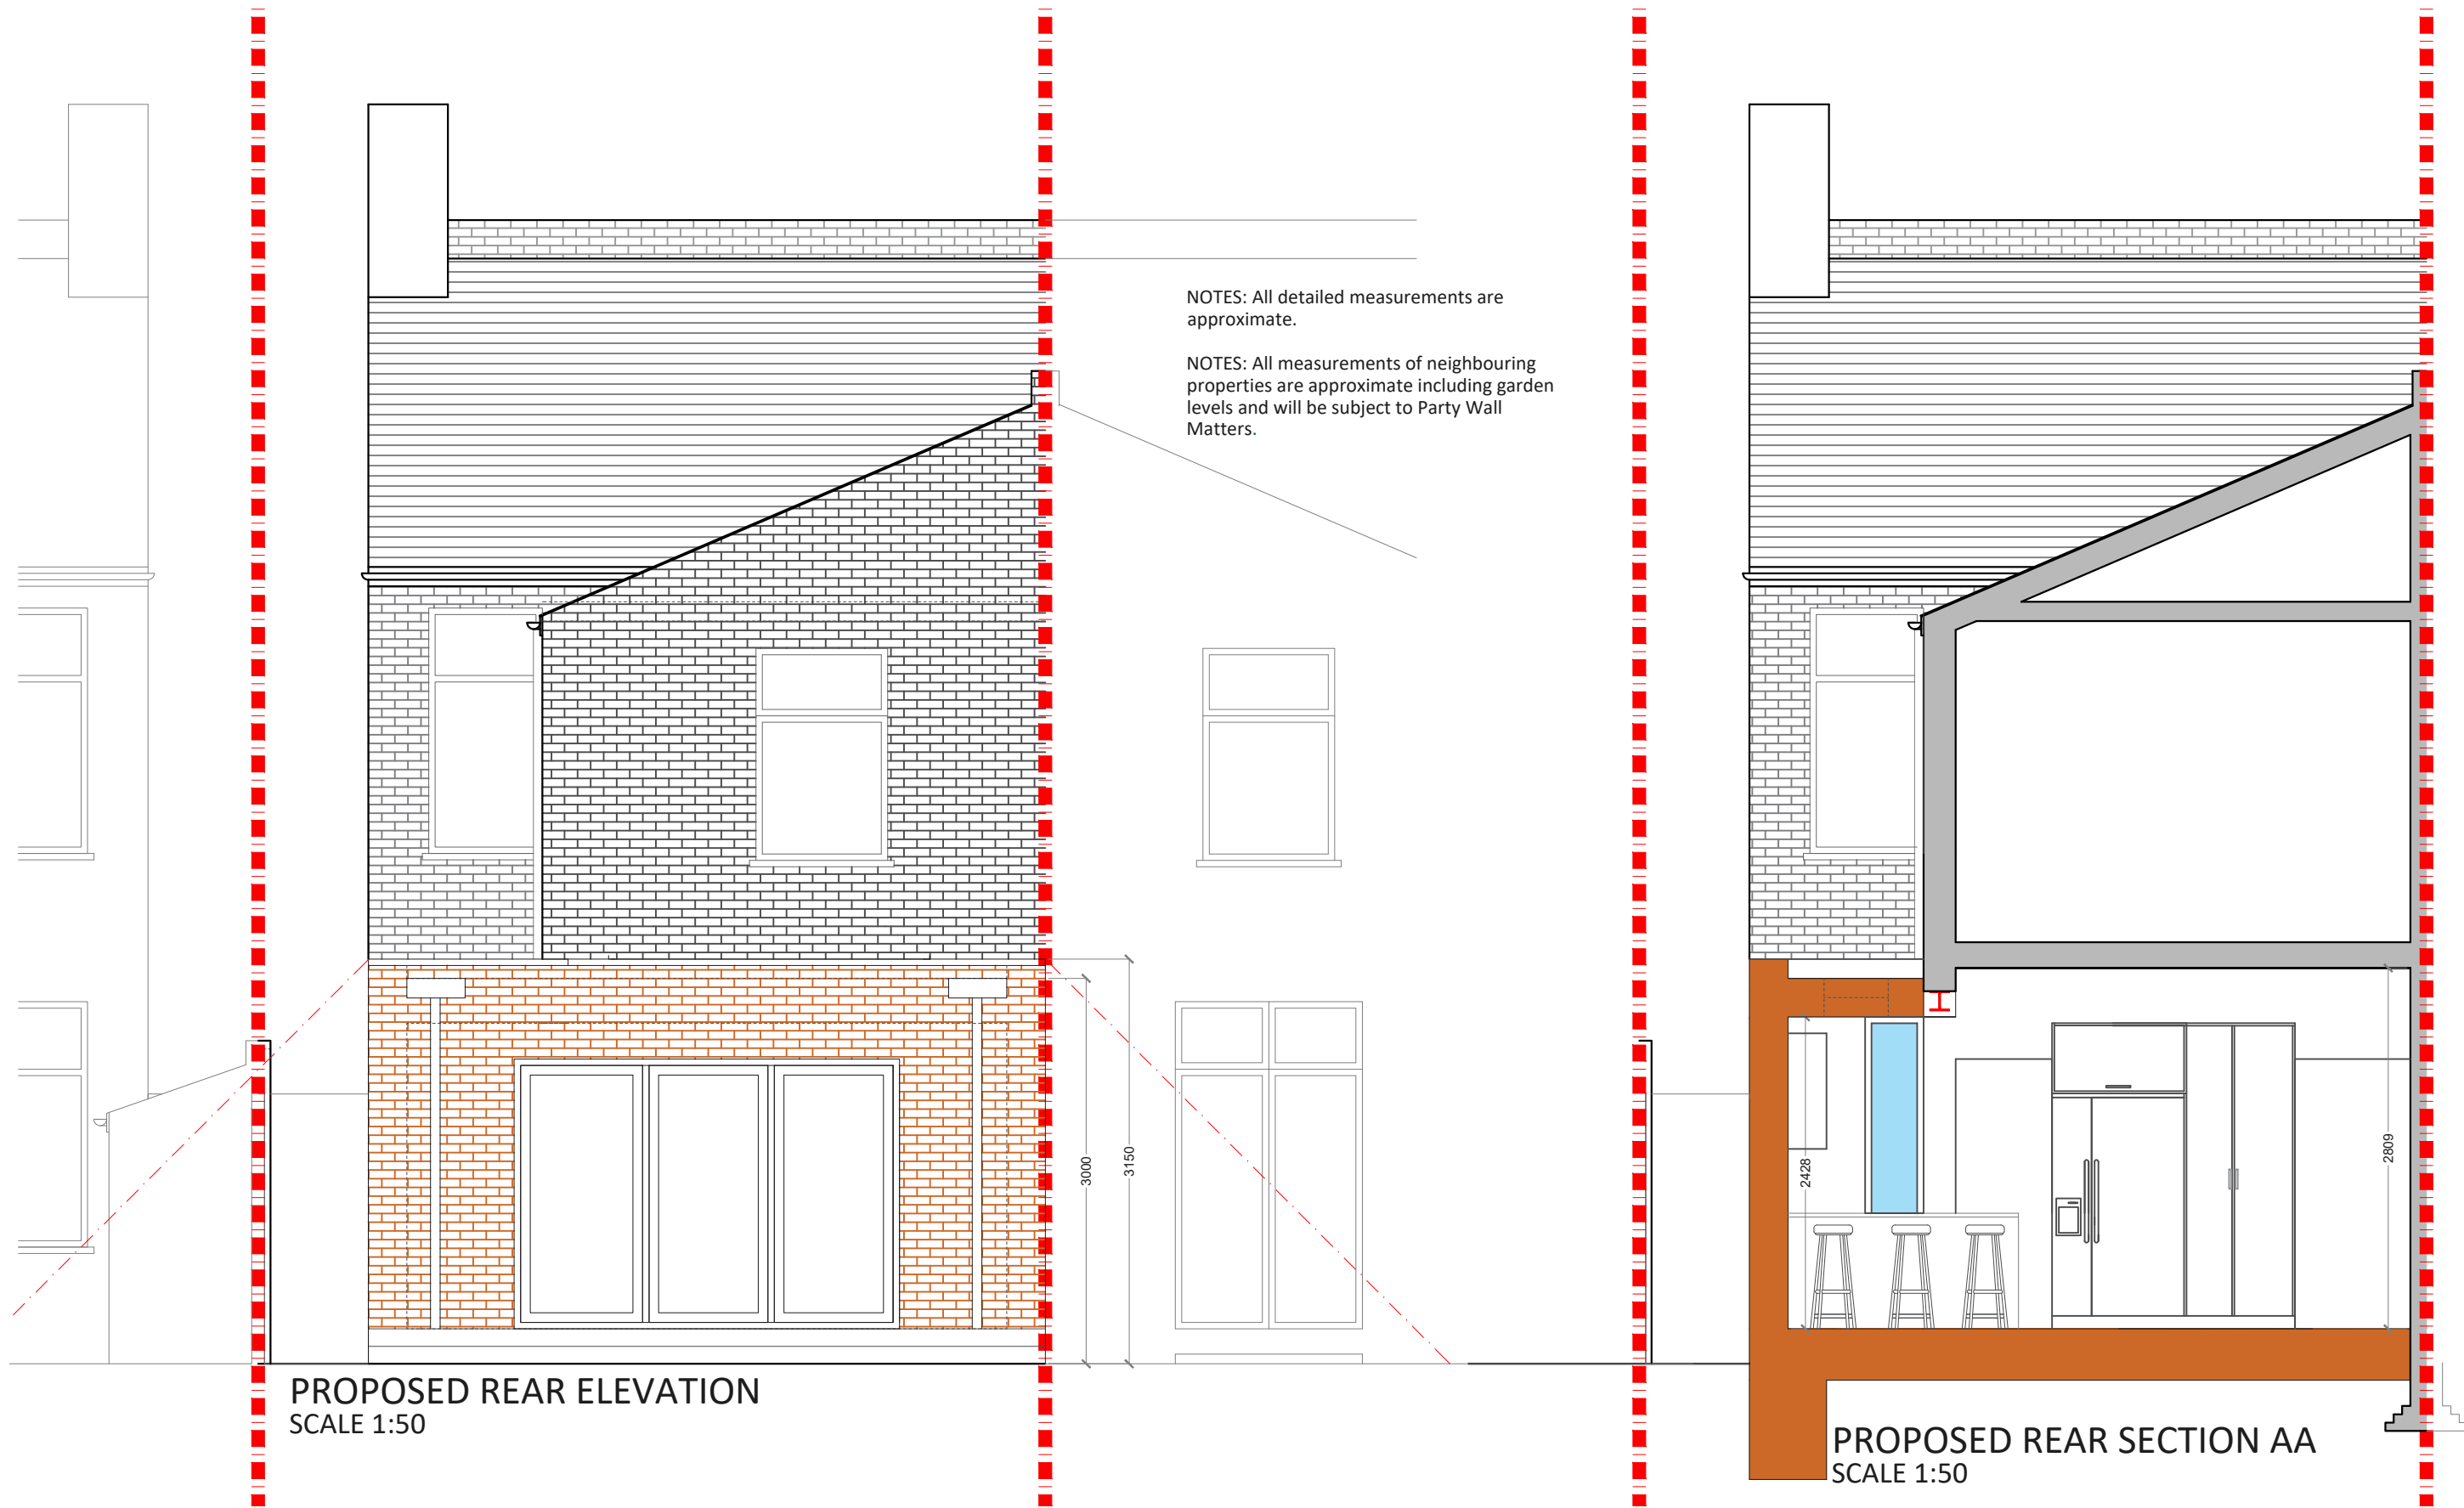 NOTES: All detailed measurements are
approximate.
NOTES: All measurements of neighbouring
properties are approximate including garden
levels and will be subject to Party Wall
Matters.
3000
3150
2428
2809
PROPOSED REAR ELEVATION
SCALE 1:50
PROPOSED REAR SECTION AA
SCALE 1:50